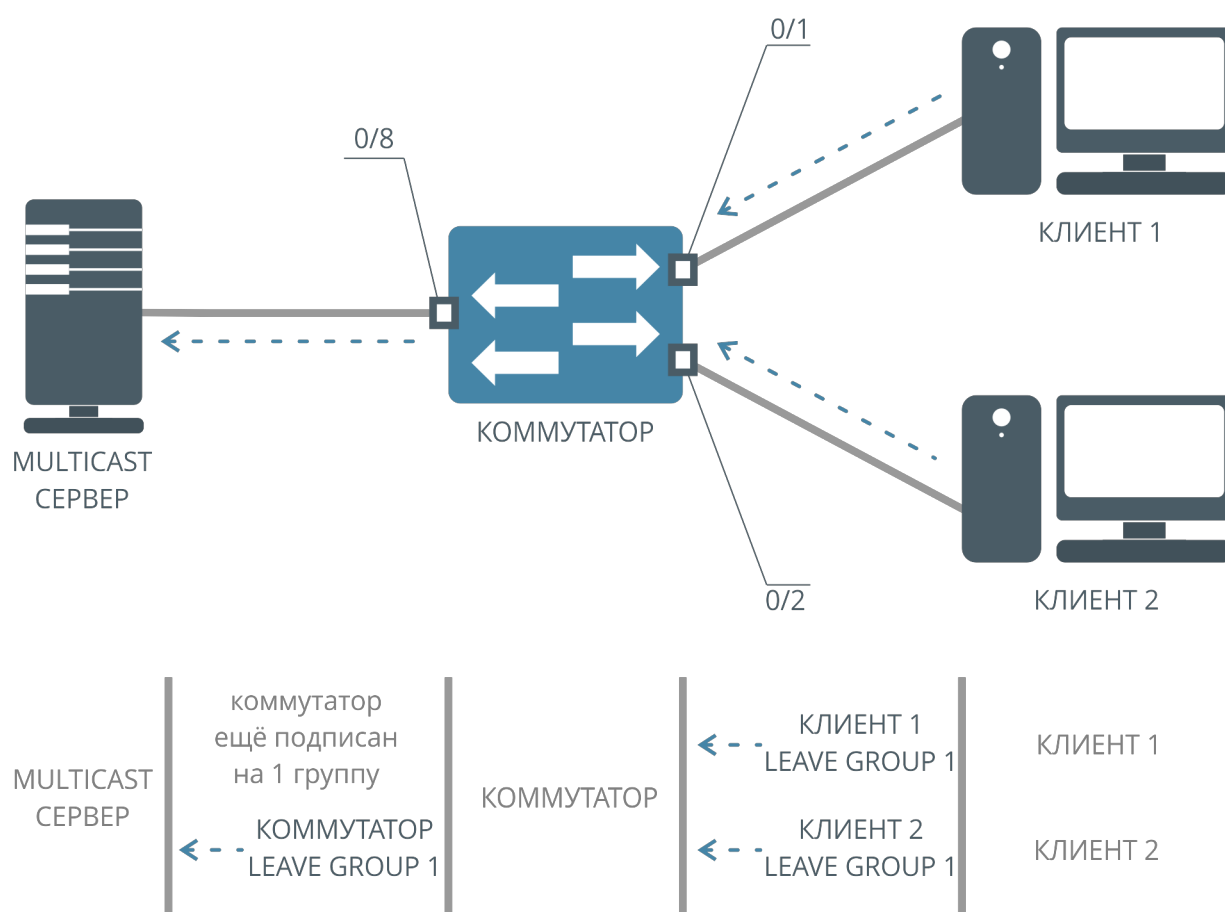 0/1
0/8
КЛИЕНТ 1
КОММУТАТОР
MULTICAST
СЕРВЕР
0/2
КЛИЕНТ 2
коммутатор
ещё подписан
на 1 группу
КЛИЕНТ 1
LEAVE GROUP 1
КЛИЕНТ 1
MULTICAST
СЕРВЕР
КОММУТАТОР
КОММУТАТОР
LEAVE GROUP 1
КЛИЕНТ 2
LEAVE GROUP 1
КЛИЕНТ 2